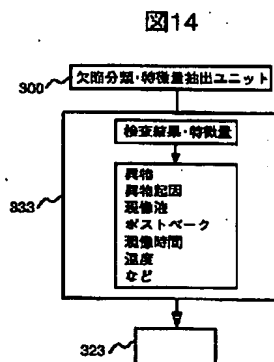 図14
300
欠陥分類・特徴量抽出ユニット
検査結果・特徴量
333
異物
異物起因
現像液
ポストベーク
現像時間
温度
など
323